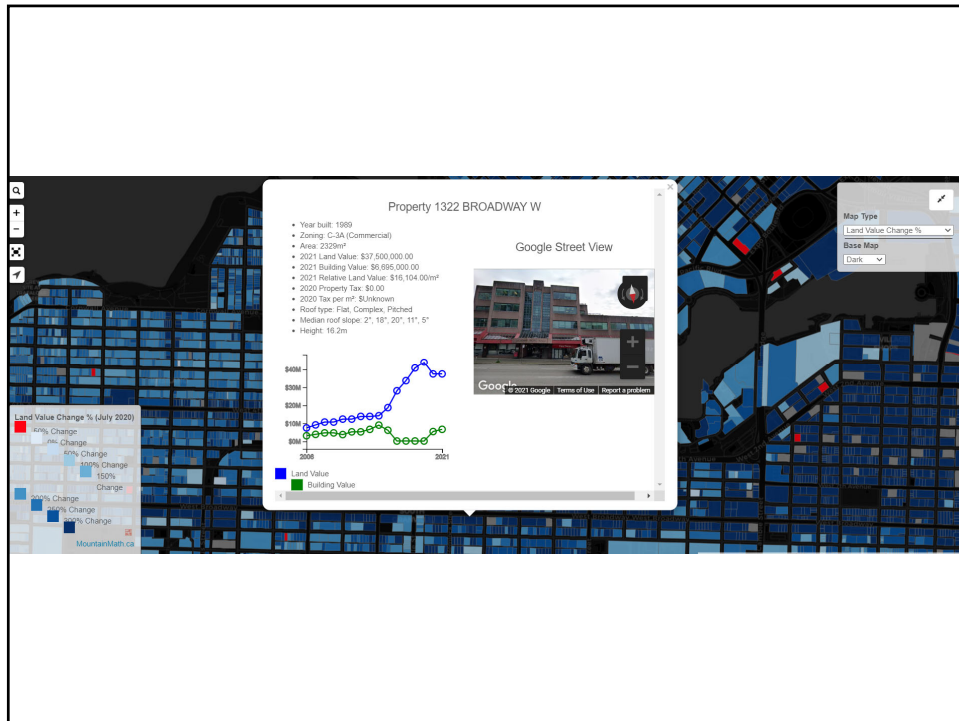 Property 1322 BROADWAY W
Year built: 1989
Zoning: C-3A (Commercial)
Area: 2329m²
2021 Land Value: $37,500,000.00
2021 Building Value: $6,695,000.00
2021 Relative Land Value: $16,104.00/m²
2020 Property Tax: $0.00
2020 Tax per m²: $Unknown
Roof type: Flat, Complex, Pitched
Median roof slope: 2°, 18°, 20°, 11°, 5°
Height: 16.2m
$40M
$30M
$20M
$10M
$0M
2006
2021
Land Value
Building Value
Google Street View
Google
© 2021 Google Terms of Use Report a problem
Map Type
Land Value Change %
Base Map
Dark
Land Value Change % (July 2020)
50% Change
0% Change
50% Change
100% Change
150%
Change
200% Change
250% Change
300% Change
MountainMath.ca